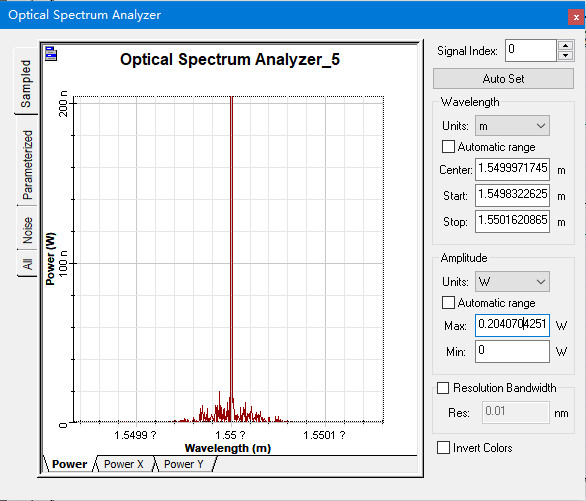 Optical Spectrum Analyzer
x
Sampled
Parameterized
Noise
All
Optical Spectrum Analyzer_5
Power (W)
200 n
100 n
0
1.5499 ?
1.55 ?
1.5501 ?
Wavelength (m)
Power
Power X
Power Y
Signal Index:
0
Auto Set
Wavelength
Units:
m
Automatic range
Center:
1.5499971745
m
Start:
1.5498322625
m
Stop:
1.5501620865
m
Amplitude
Units:
W
Automatic range
Max:
0.2040704251
W
Min:
0
W
Resolution Bandwidth
Res:
0.01
nm
Invert Colors